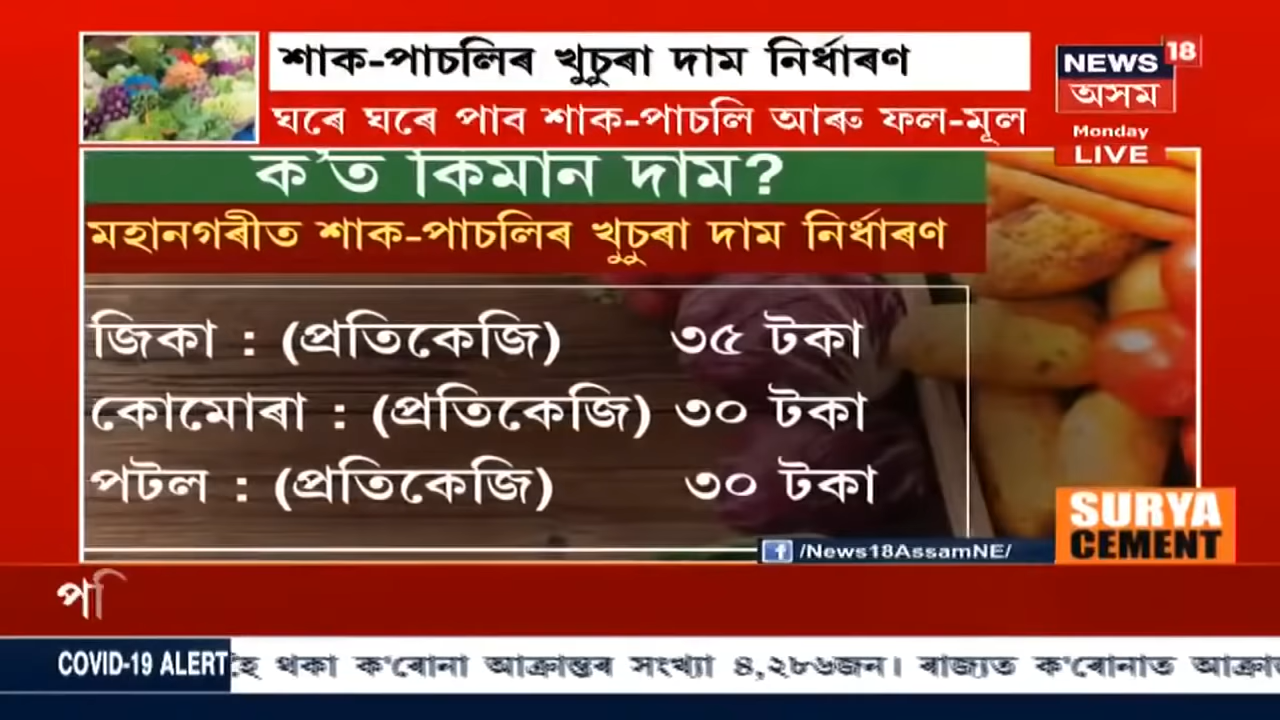 শাক-পাচলিৰ খুচুৰা দাম নিৰ্ধাৰণ
ঘৰে ঘৰে পাব শাক-পাচলি আৰু ফল-মূল
NEWS 18
অসম
Monday
LIVE
ক'ত কিমান দাম?
মহানগৰীত শাক-পাচলিৰ খুচুৰা দাম নিৰ্ধাৰণ
জিকা : (প্ৰতিকেজি) ৩৫ টকা
কোমোৰা : (প্ৰতিকেজি) ৩০ টকা
পটল : (প্ৰতিকেজি) ৩০ টকা
SURYA
CEMENT
/News18AssamNE/
COVID-19 ALERT থকা ক'ৰোনা আক্ৰান্তৰ সংখ্যা ৪,২৮৬জন। ৰাজ্যত ক'ৰোনাত